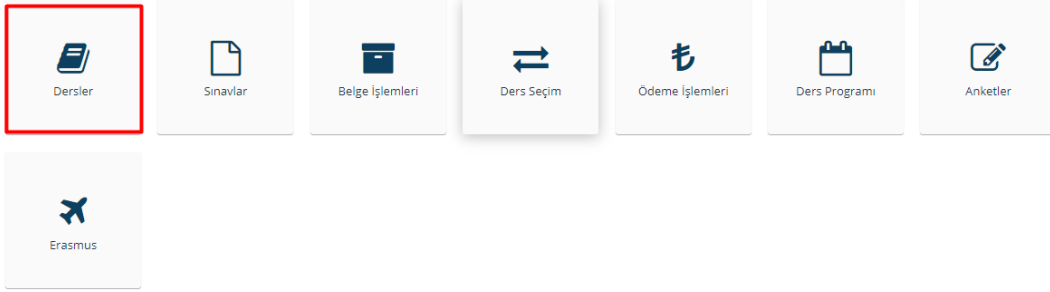 Dersler
Sınavlar
Belge İşlemleri
Ders Seçim
Ödeme İşlemleri
Ders Programı
Anketler
Erasmus